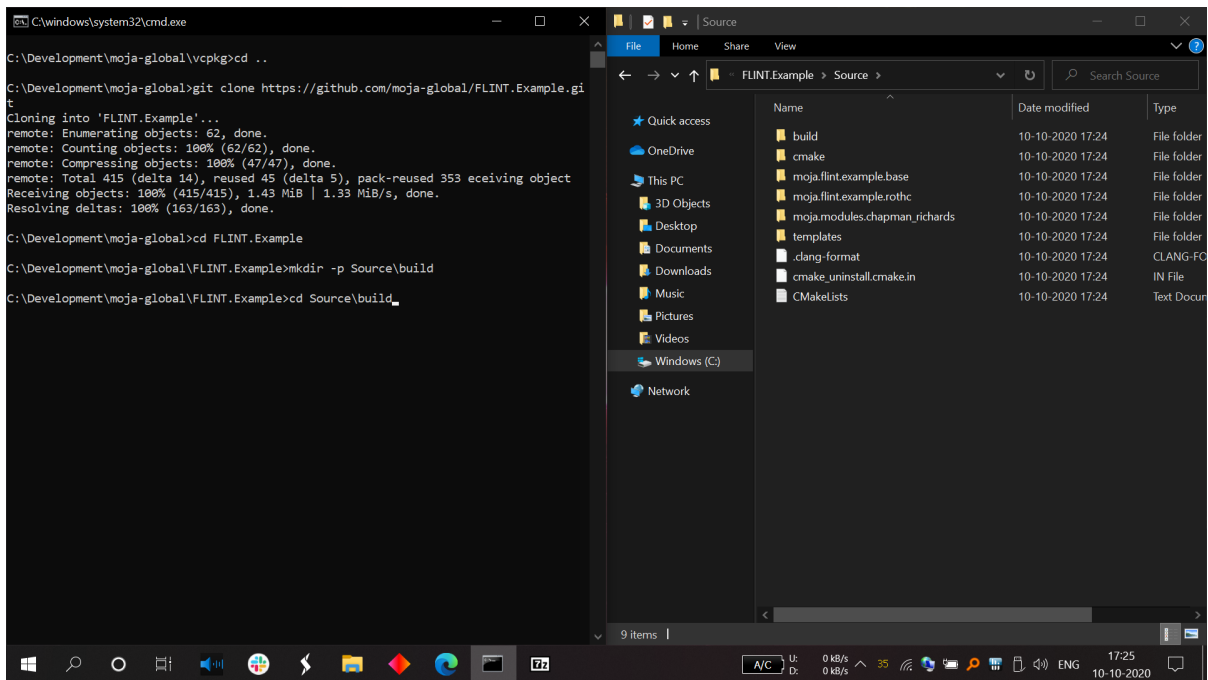 C:\windows\system32\cmd.exe
C:\Development\moja-global\vcpkg>cd ..
C:\Development\moja-global>git clone https://github.com/moja-global/FLINT.Example.gi
t
Cloning into 'FLINT.Example'...
remote: Enumerating objects: 62, done.
remote: Counting objects: 100% (62/62), done.
remote: Compressing objects: 100% (47/47), done.
remote: Total 415 (delta 14), reused 45 (delta 5), pack-reused 353 eceiving object
Receiving objects: 100% (415/415), 1.43 MiB | 1.33 MiB/s, done.
Resolving deltas: 100% (163/163), done.
C:\Development\moja-global>cd FLINT.Example
C:\Development\moja-global\FLINT.Example>mkdir -p Source\build
C:\Development\moja-global\FLINT.Example>cd Source\build
Source
File Home Share View
FLINT.Example > Source >
Search Source
Quick access
OneDrive
This PC
3D Objects
Desktop
Documents
Downloads
Music
Pictures
Videos
Windows (C:)
Network
Name Date modified Type
build 10-10-2020 17:24 File folder
cmake 10-10-2020 17:24 File folder
moja.flint.example.base 10-10-2020 17:24 File folder
moja.flint.example.rothc 10-10-2020 17:24 File folder
moja.modules.chapman_richards 10-10-2020 17:24 File folder
templates 10-10-2020 17:24 File folder
.clang-format 10-10-2020 17:24 CLANG-FO
cmake_uninstall.cmake.in 10-10-2020 17:24 IN File
CMakeLists 10-10-2020 17:24 Text Docum
9 items
7z
A/C
U: 0 kB/s
D: 0 kB/s
35
ENG
17:25
10-10-2020